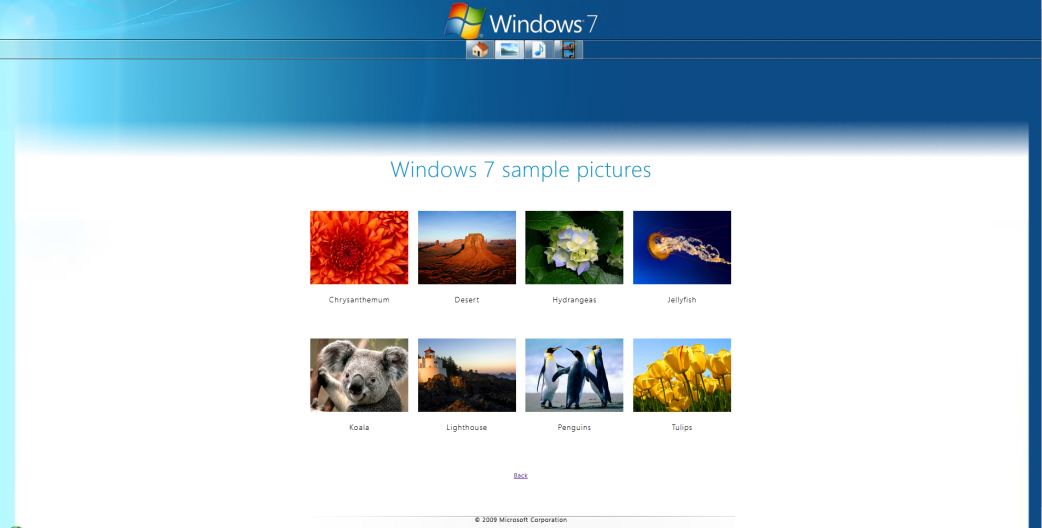 Windows 7
Windows 7 sample pictures
Chrysanthemum
Desert
Hydrangeas
Jellyfish
Koala
Lighthouse
Penguins
Tulips
Back
© 2009 Microsoft Corporation